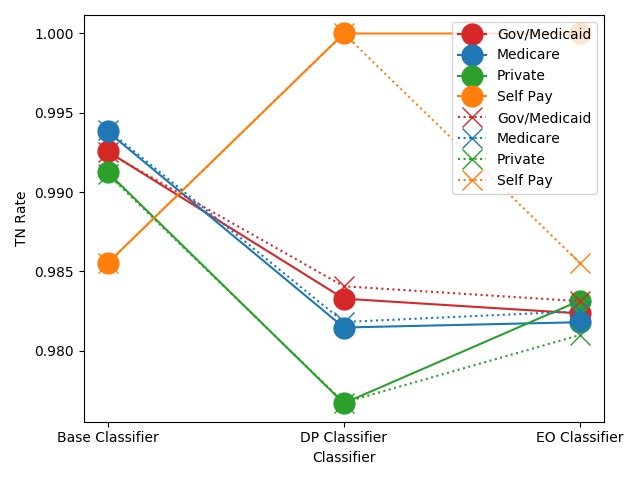 1.000
0.995
0.990
0.985
0.980
TN Rate
Gov/Medicaid
Medicare
Private
Self Pay
Gov/Medicaid
Medicare
Private
Self Pay
Base Classifier
DP Classifier
EO Classifier
Classifier